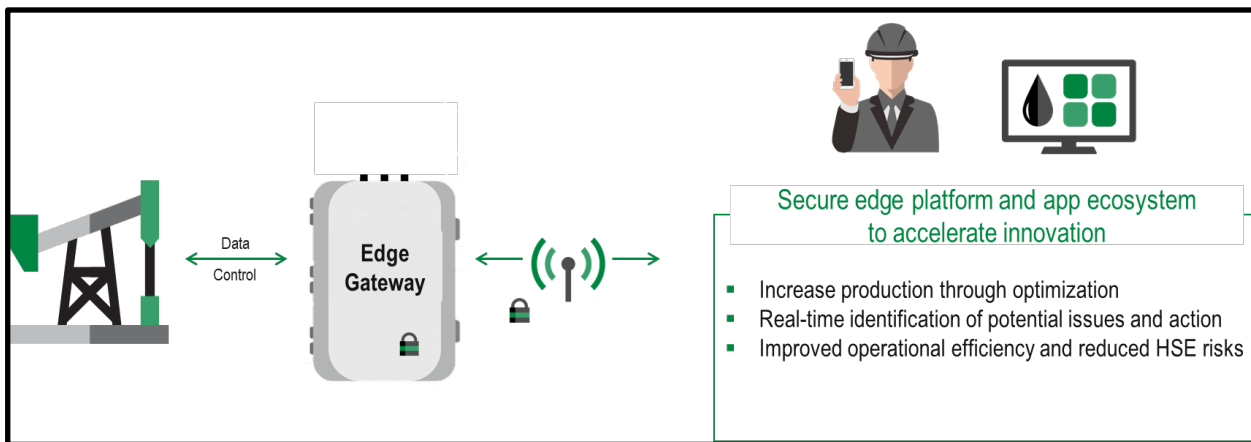 Data
Control
Edge
Gateway
Secure edge platform and app ecosystem
to accelerate innovation
▪ Increase production through optimization
▪ Real-time identification of potential issues and action
▪ Improved operational efficiency and reduced HSE risks